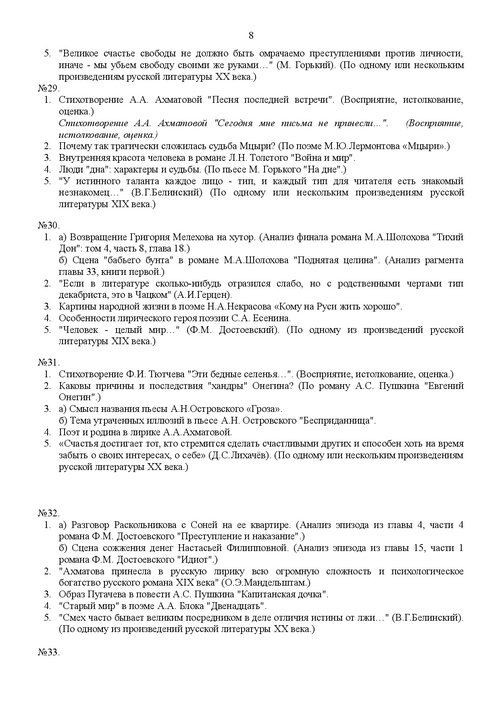 8
5. "Великое счастье свободы не должно быть омрачаемо преступлениями против личности,
иначе - мы убьем свободу своими же руками…" (М. Горький). (По одному или нескольким
произведениям русской литературы XX века.)
№29.
1. Стихотворение А.А. Ахматовой "Песня последней встречи". (Восприятие, истолкование,
оценка.)
Стихотворение А.А. Ахматовой "Сегодня мне письма не принесли…". (Восприятие,
истолкование, оценка.)
2. Почему так трагически сложилась судьба Мцыри? (По поэме М.Ю.Лермонтова «Мцыри».)
3. Внутренняя красота человека в романе Л.Н. Толстого "Война и мир".
4. Люди "дна": характеры и судьбы. (По пьесе М. Горького "На дне".)
5. "У истинного таланта каждое лицо - тип, и каждый тип для читателя есть знакомый
незнакомец…" (В.Г.Белинский) (По одному или нескольким произведениям русской
литературы XIX века.)
№30.
1. а) Возвращение Григория Мелехова на хутор. (Анализ финала романа М.А.Шолохова "Тихий
Дон": том 4, часть 8, глава 18.)
б) Сцена "бабьего бунта" в романе М.А.Шолохова "Поднятая целина". (Анализ рагмента
главы 33, книги первой.)
2. "Если в литературе сколько-нибудь отразился слабо, но с родственными чертами тип
декабриста, это в Чацком" (А.И.Герцен).
3. Картины народной жизни в поэме Н.А.Некрасова «Кому на Руси жить хорошо".
4. Особенности лирического героя поэзии С.А. Есенина.
5. "Человек - целый мир…" (Ф.М. Достоевский). (По одному из произведений русской
литературы XIX века.)
№31.
1. Стихотворение Ф.И. Тютчева "Эти бедные селенья…". (Восприятие, истолкование, оценка.)
2. Каковы причины и последствия "хандры" Онегина? (По роману А.С. Пушкина "Евгений
Онегин".)
3. а) Смысл названия пьесы А.Н.Островского «Гроза».
б) Тема утраченных иллюзий в пьесе А.Н. Островского "Бесприданница".
4. Поэт и родина в лирике А.А.Ахматовой.
5. «Счастья достигает тот, кто стремится сделать счастливыми других и способен хоть на время
забыть о своих интересах, о себе» (Д.С.Лихачёв). (По одному или нескольким произведениям
русской литературы XX века.)
№32.
1. а) Разговор Раскольникова с Соней на ее квартире. (Анализ эпизода из главы 4, части 4
романа Ф.М. Достоевского "Преступление и наказание".)
б) Сцена сожжения денег Настасьей Филипповной. (Анализ эпизода из главы 15, части 1
романа Ф.М. Достоевского "Идиот".)
2. "Ахматова принесла в русскую лирику всю огромную сложность и психологическое
богатство русского романа XIX века" (О.Э.Мандельштам.)
3. Образ Пугачева в повести А.С. Пушкина "Капитанская дочка".
4. "Старый мир" в поэме А.А. Блока "Двенадцать".
5. "Смех часто бывает великим посредником в деле отличия истины от лжи…" (В.Г.Белинский).
(По одному из произведений русской литературы XX века.)
№33.